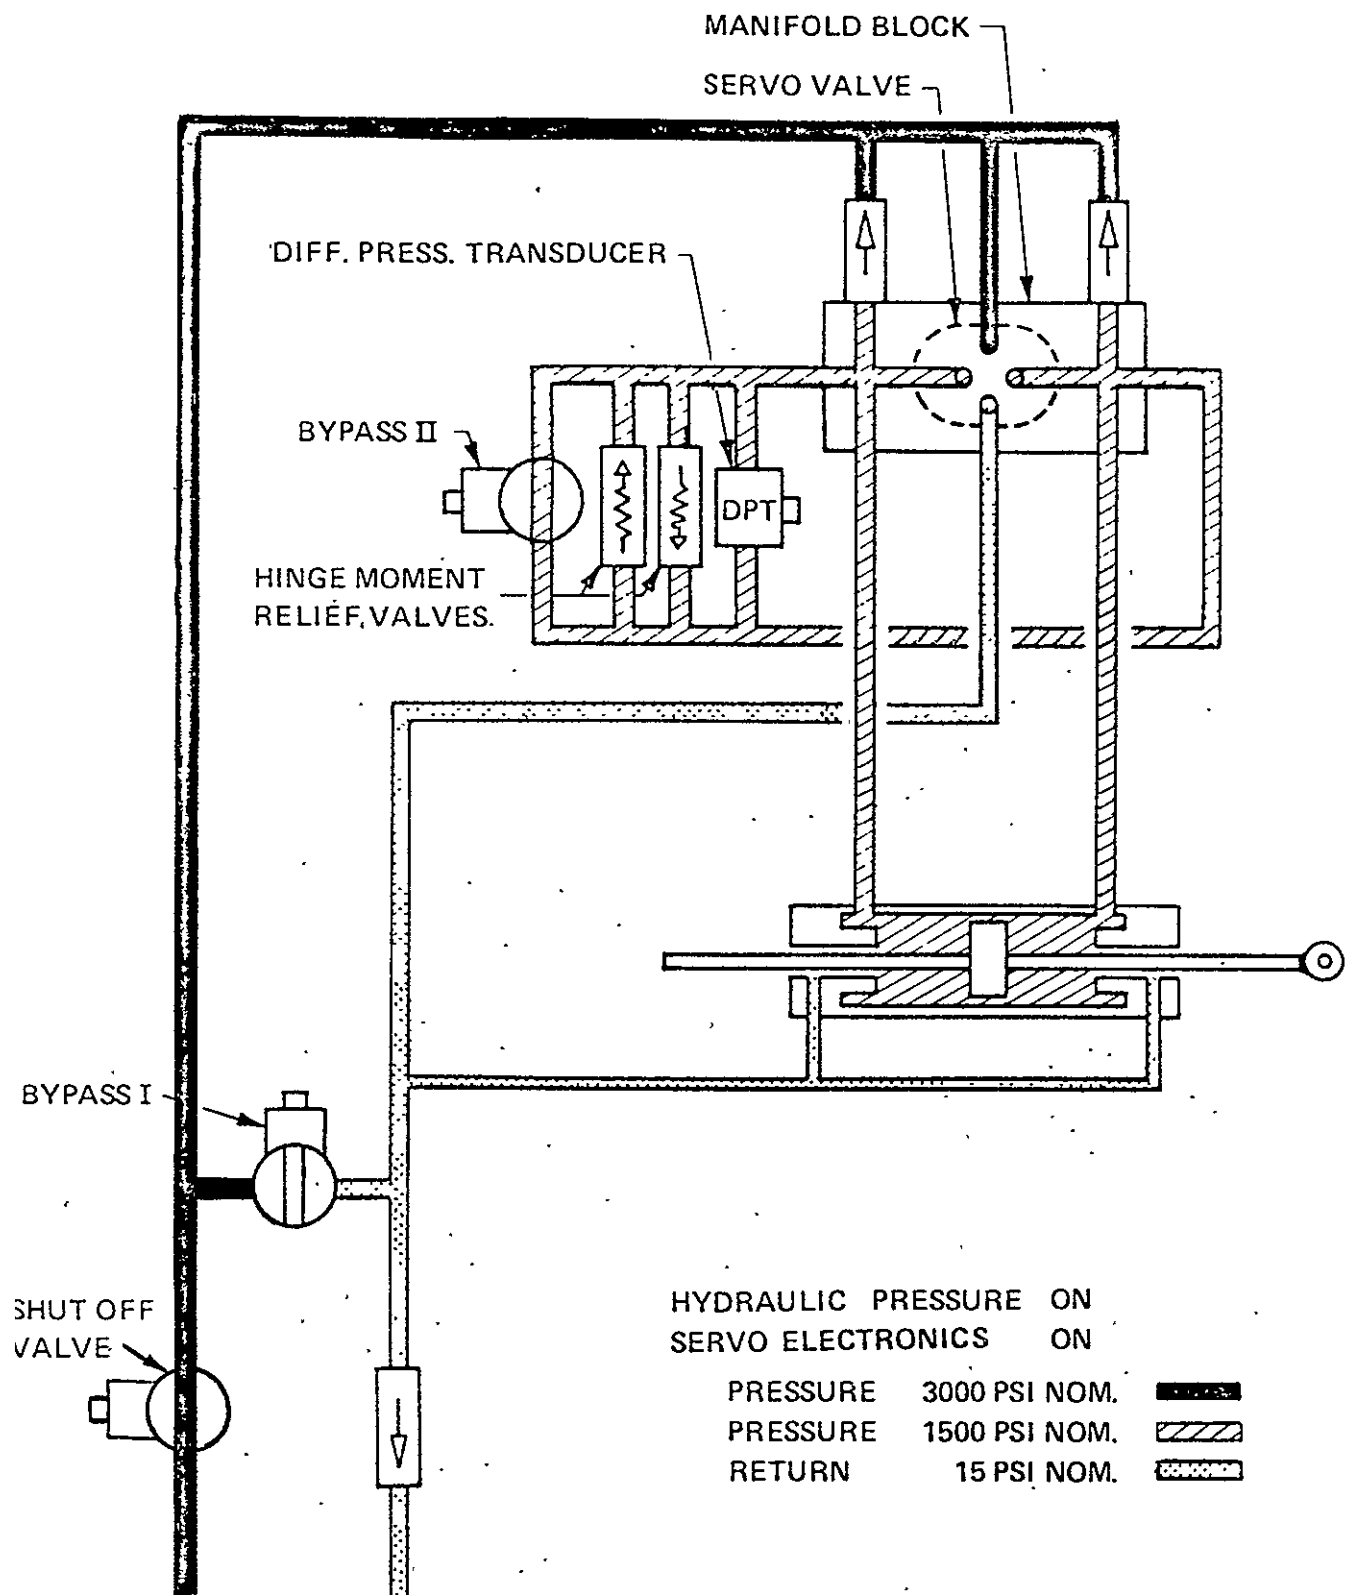 MANIFOLD BLOCK
SERVO VALVE
DIFF. PRESS. TRANSDUCER
BYPASS II
DPT
HINGE MOMENT
RELIEF VALVES.
BYPASS I
SHUT OFF
VALVE
HYDRAULIC PRESSURE ON
SERVO ELECTRONICS ON
PRESSURE 3000 PSI NOM.
PRESSURE 1500 PSI NOM.
RETURN 15 PSI NOM.